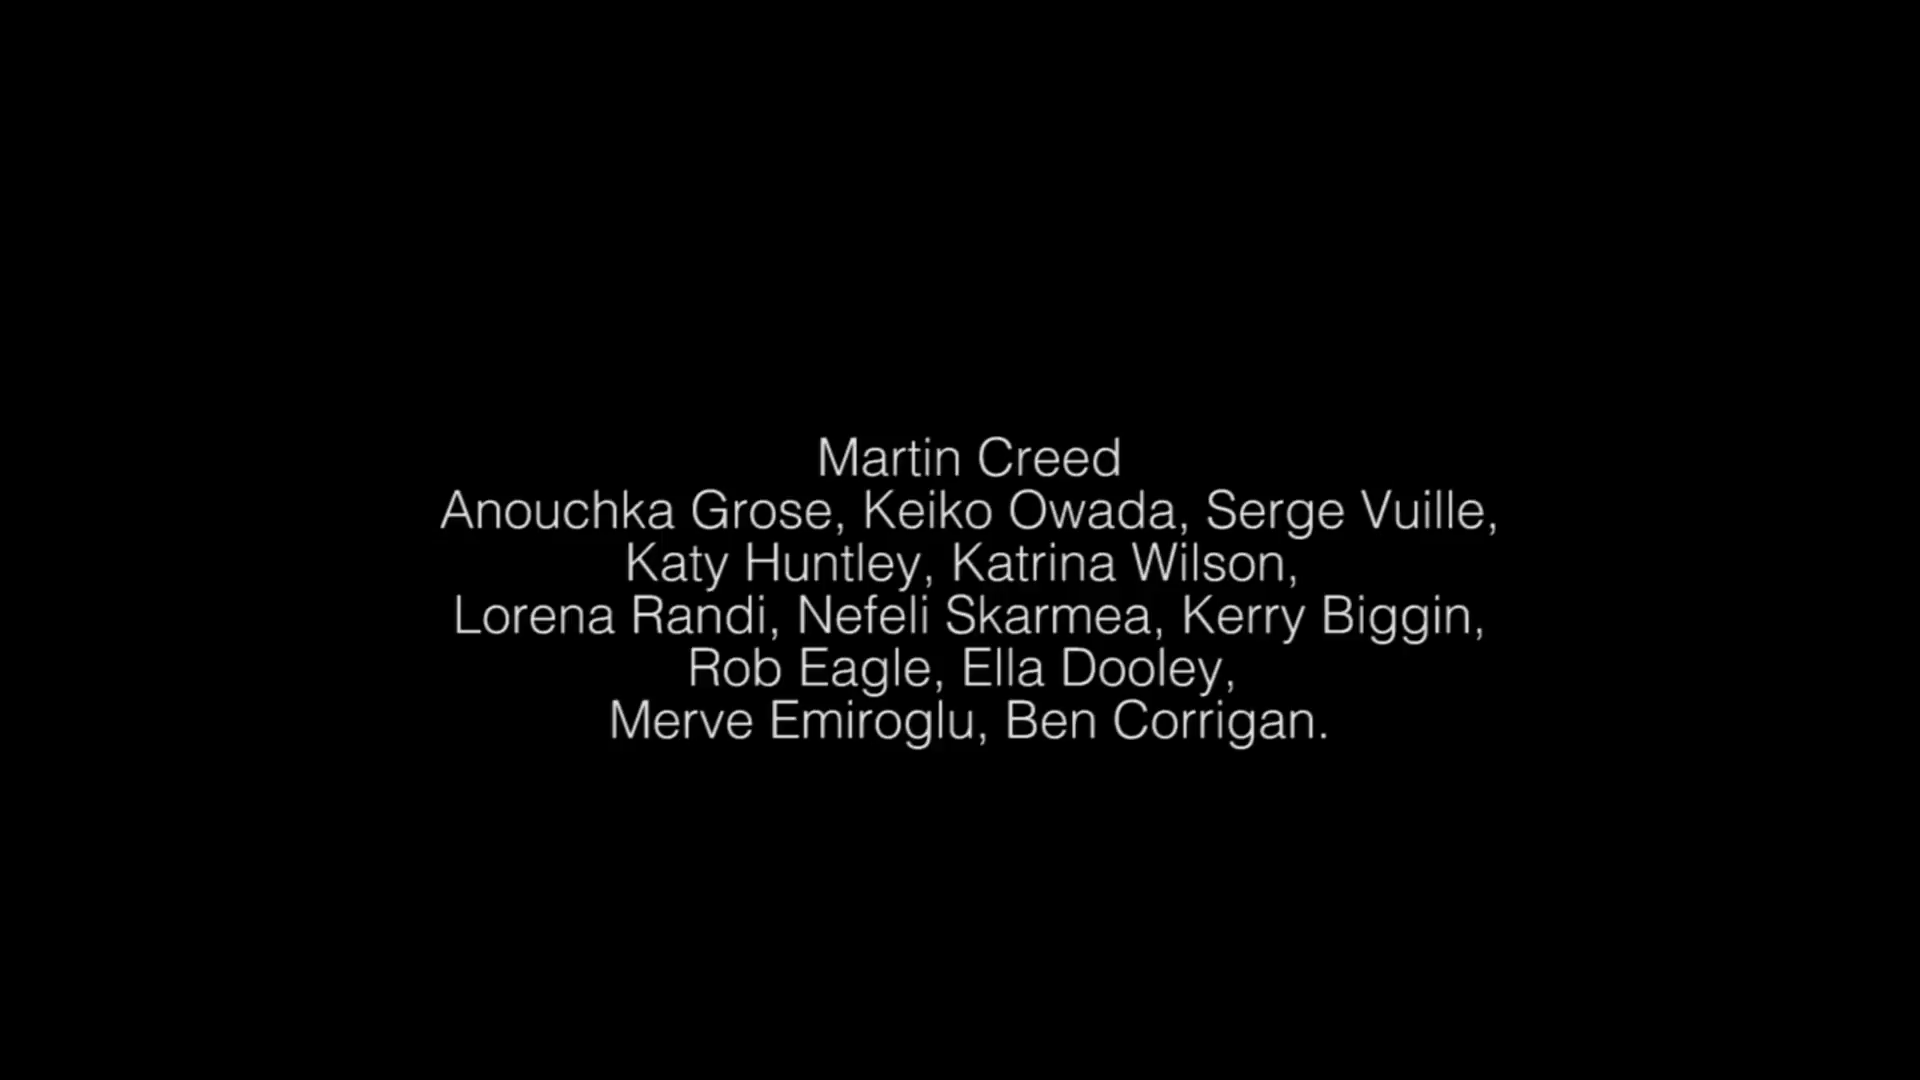 Martin Creed
Anouchka Grose, Keiko Owada, Serge Vuille,
Katy Huntley, Katrina Wilson,
Lorena Randi, Nefeli Skarmea, Kerry Biggin,
Rob Eagle, Ella Dooley,
Merve Emiroglu, Ben Corrigan.